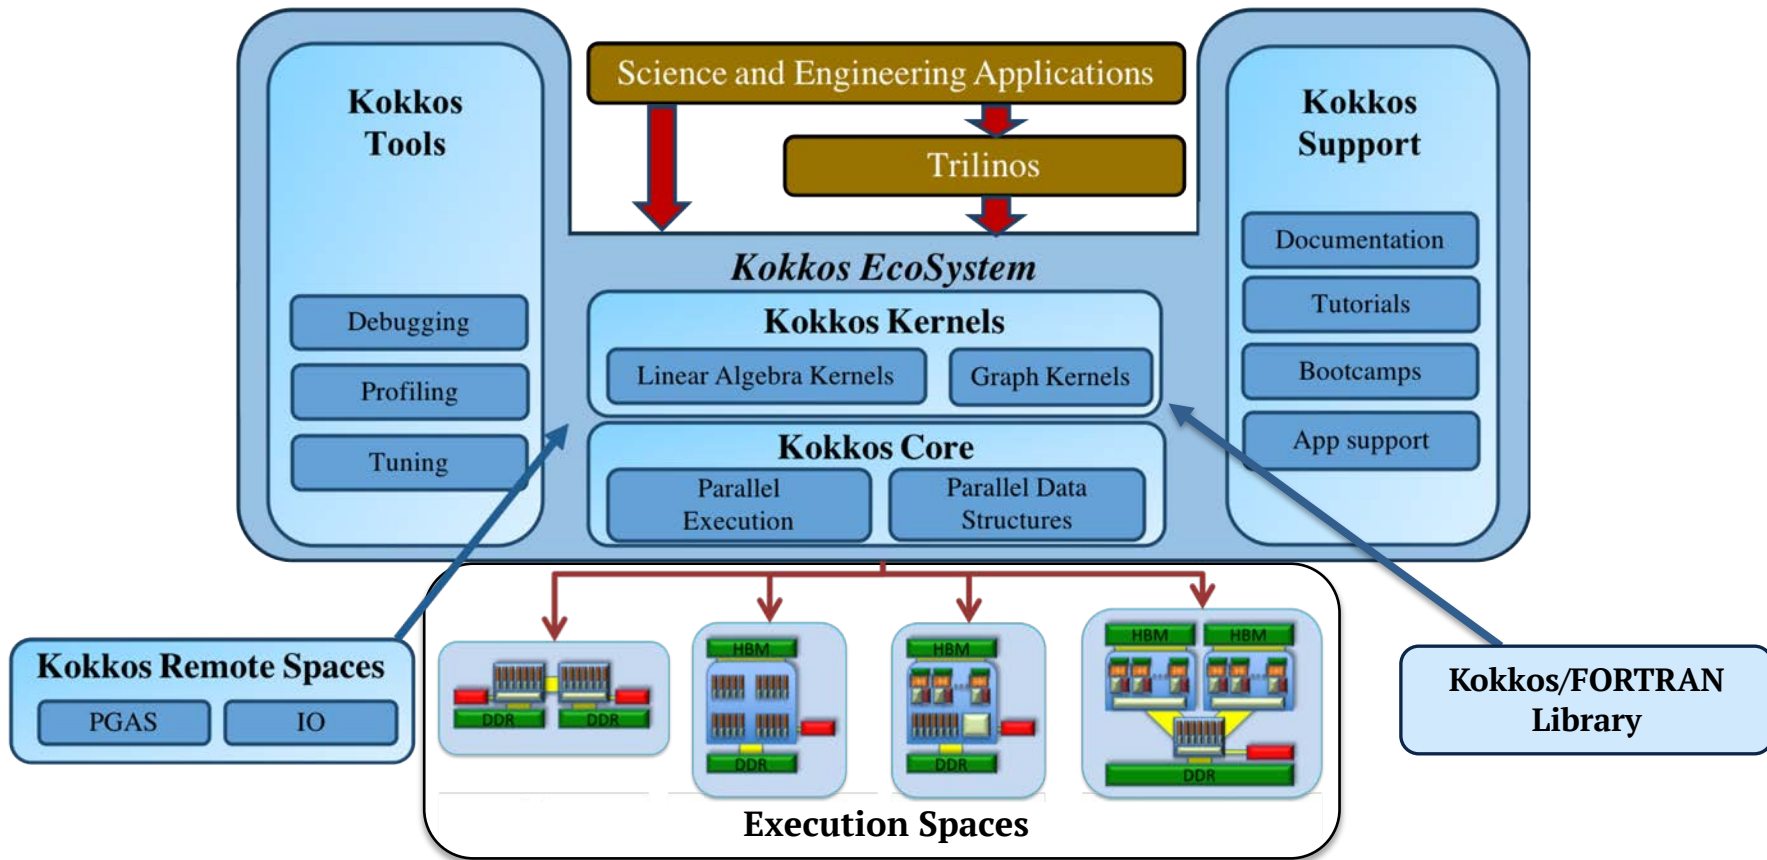 Kokkos
Tools
Debugging
Profiling
Tuning
Science and Engineering Applications
Trilinos
Kokkos EcoSystem
Kokkos Kernels
Linear Algebra Kernels
Graph Kernels
Kokkos Core
Parallel
Execution
Parallel Data
Structures
Kokkos
Support
Documentation
Tutorials
Bootcamps
App support
Kokkos Remote Spaces
PGAS
IO
DDR
DDR
HBM
DDR
HBM
DDR
HBM
HBM
DDR
Execution Spaces
Kokkos/FORTRAN
Library